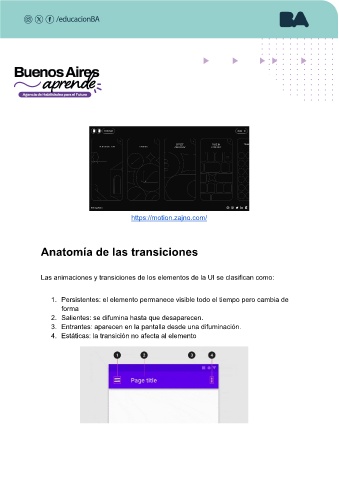 /educacionBA
BA
Buenos Aires
aprende
Agencia de Habilidades para el Futuro
https://motion.zajno.com/
Anatomía de las transiciones
Las animaciones y transiciones de los elementos de la UI se clasifican como:
1. Persistentes: el elemento permanece visible todo el tiempo pero cambia de
forma
2. Salientes: se difumina hasta que desaparecen.
3. Entrantes: aparecen en la pantalla desde una difuminación.
4. Estáticas: la transición no afecta al elemento
1 2 3 4
Page title